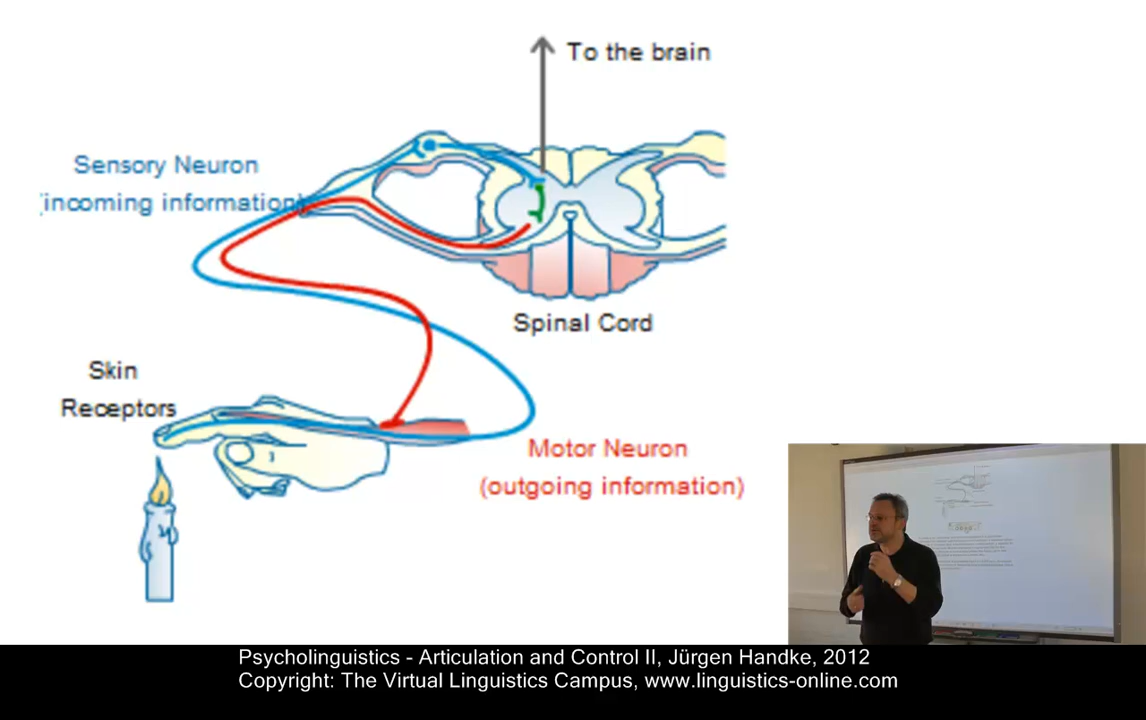 To the brain
Sensory Neuron
(incoming information)
Spinal Cord
Skin
Receptors
Motor Neuron
(outgoing information)
Psycholinguistics - Articulation and Control II, Jürgen Handke, 2012
Copyright: The Virtual Linguistics Campus, www.linguistics-online.com